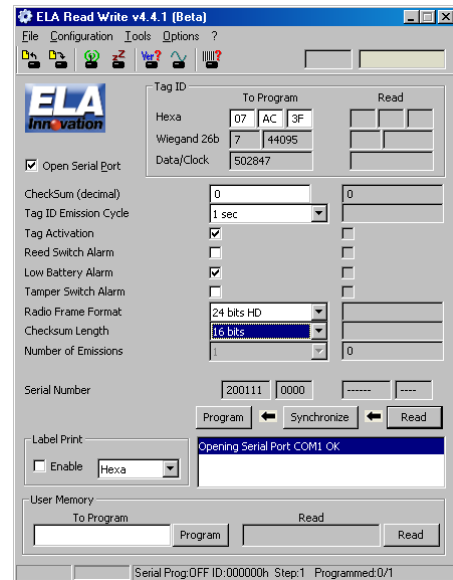 ELA Read Write v4.4.1 (Beta)
File Configuration Tools Options ?
Ver?
Tag ID
To Program Read
ELA Innovation
Hexa 07 AC 3F
Wiegand 26b 7 44095
Open Serial Port
Data/Clock 502847
CheckSum (decimal) 0 0
Tag ID Emission Cycle 1 sec
Tag Activation
Reed Switch Alarm
Low Battery Alarm
Tamper Switch Alarm
Radio Frame Format 24 bits HD
Checksum Length 16 bits
Number of Emissions 1 0
Serial Number 200111 0000 ------ ----
Program Synchronize Read
Label Print
Enable Hexa
Opening Serial Port COM1 OK
User Memory
To Program Read
Program Read
Serial Prog:OFF ID:000000h Step:1 Programmed:0/1